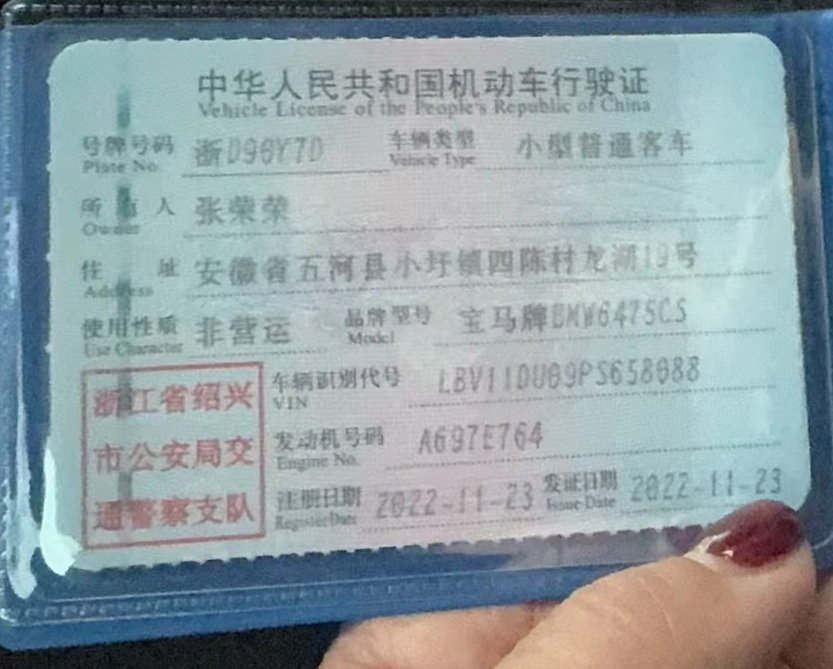 中华人民共和国机动车行驶证
Vehicle License of the People's Republic of China
号牌号码 浙D96Y7D 车辆类型 小型普通客车
Plate No. Vehicle Type
所有人 张荣荣
Owner
住址 安徽省五河县小圩镇四陈村龙湖19号
Address
使用性质 非营运 品牌型号 宝马牌BMW6475CS
Use Character Model
浙江省绍兴
市公安局交
通警察支队
车辆识别代号 LBV11DU09PS658088
VIN
发动机号码 A697E764
Engine No.
注册日期 2022-11-23 发证日期 2022-11-23
Register Date Issue Date